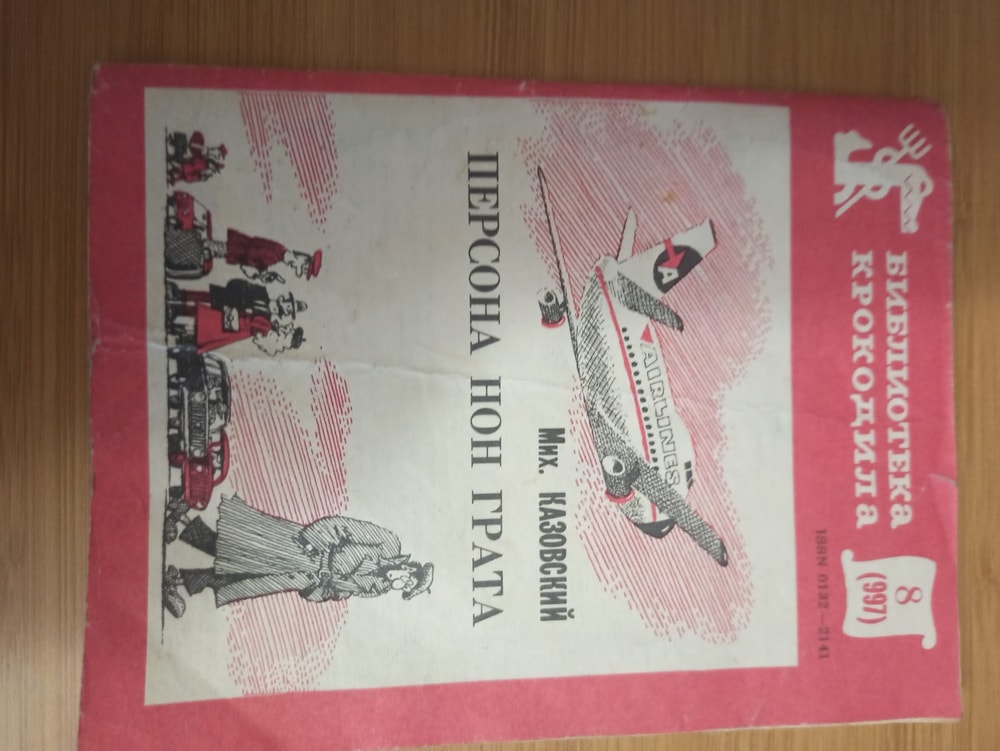 БИБЛИОТЕКА
КРОКОДИЛА
8
(997)
ISSN 0132—2141
A
AIRLINES
Мих. КАЗОВСКИЙ
ПЕРСОНА НОН ГРАТА